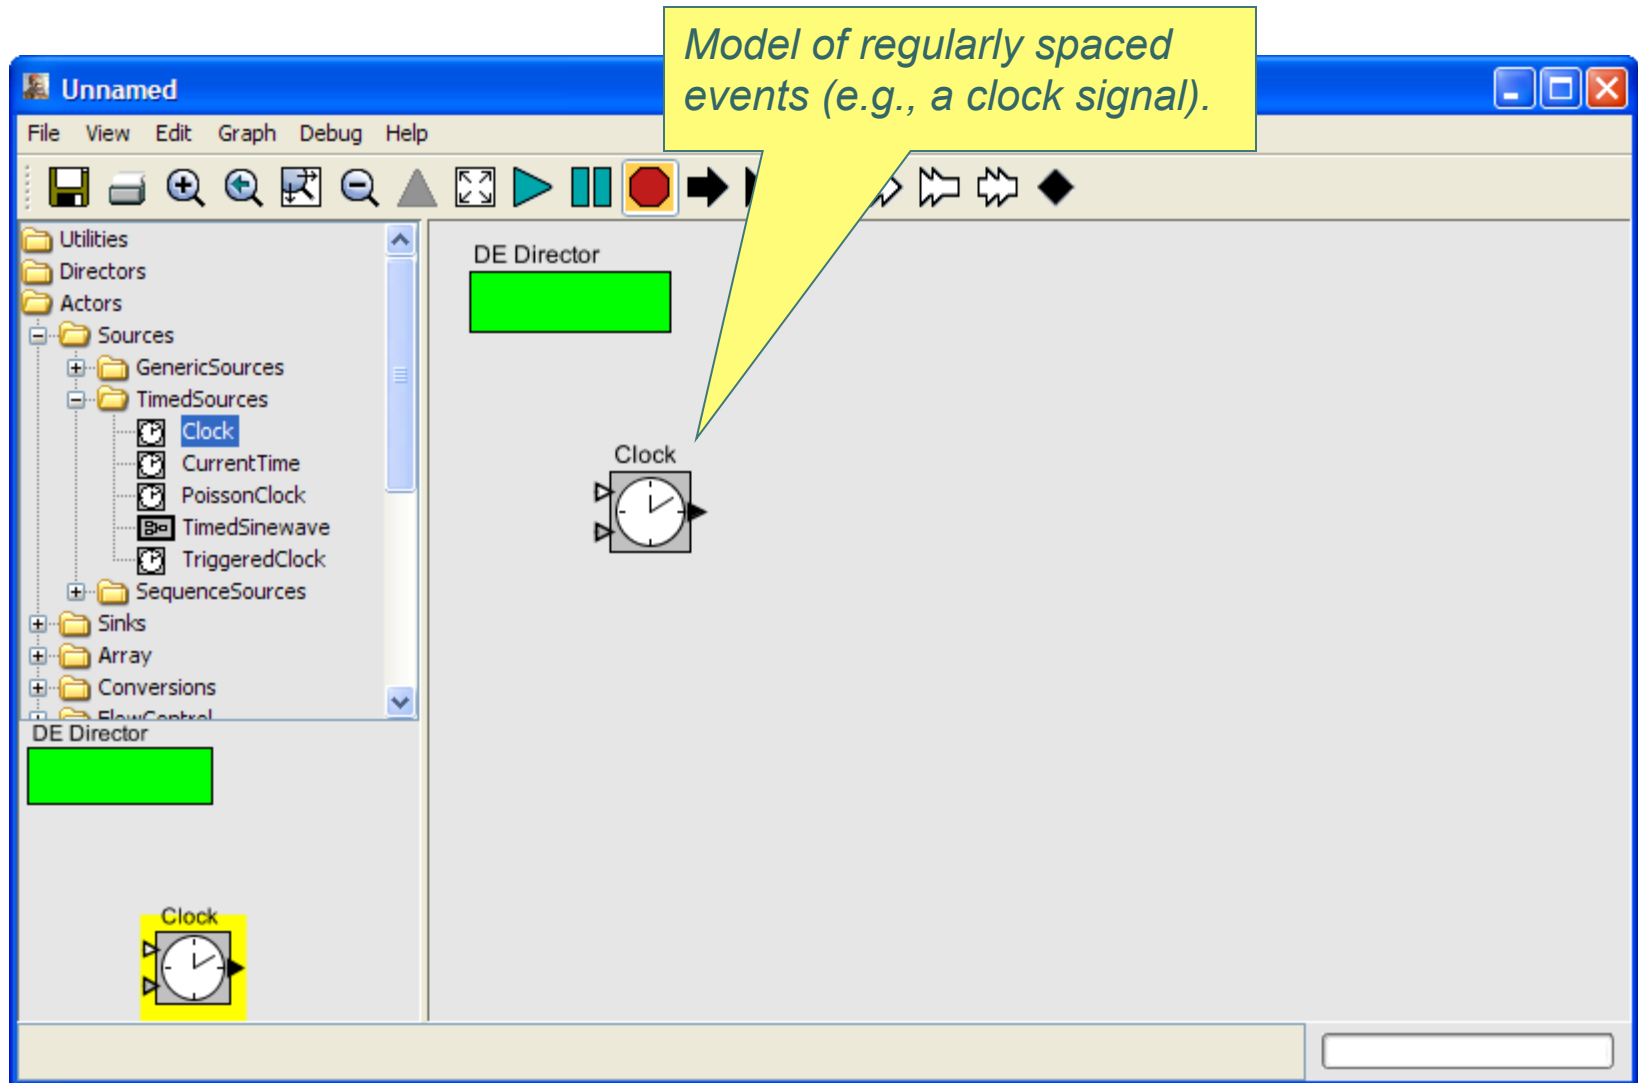 Model of regularly spaced
events (e.g., a clock signal).
Unnamed
File View Edit Graph Debug Help
Utilities
Directors
Actors
Sources
GenericSources
TimedSources
Clock
CurrentTime
PoissonClock
TimedSinewave
TriggeredClock
SequenceSources
Sinks
Array
Conversions
FlowControl
DE Director
Clock
DE Director
Clock